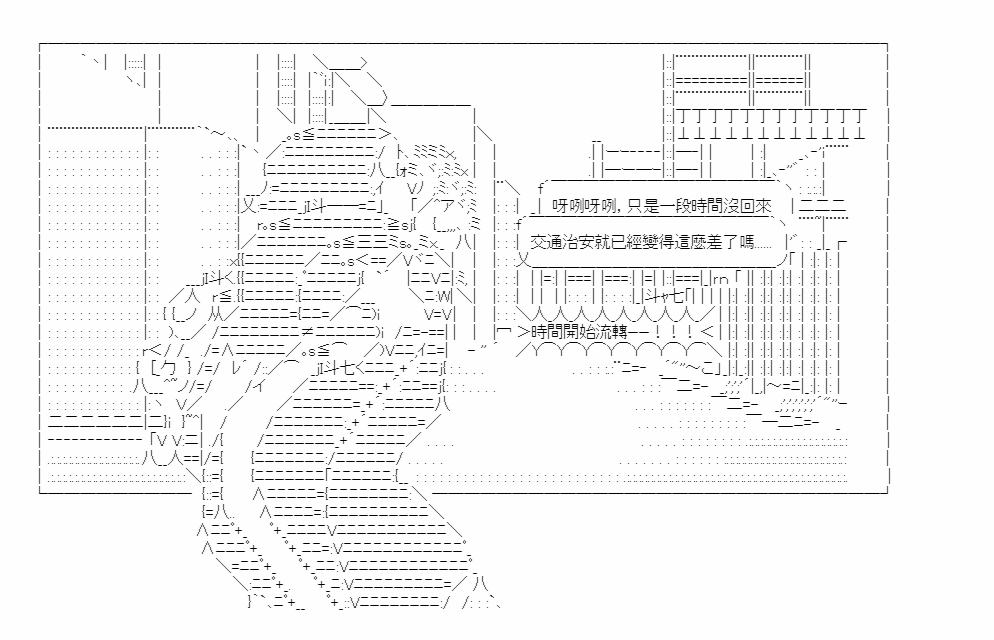 呀咧呀咧，只是一段時間沒回來
交通治安就已經變得這麼差了嗎......
時間開始流轉——！！！